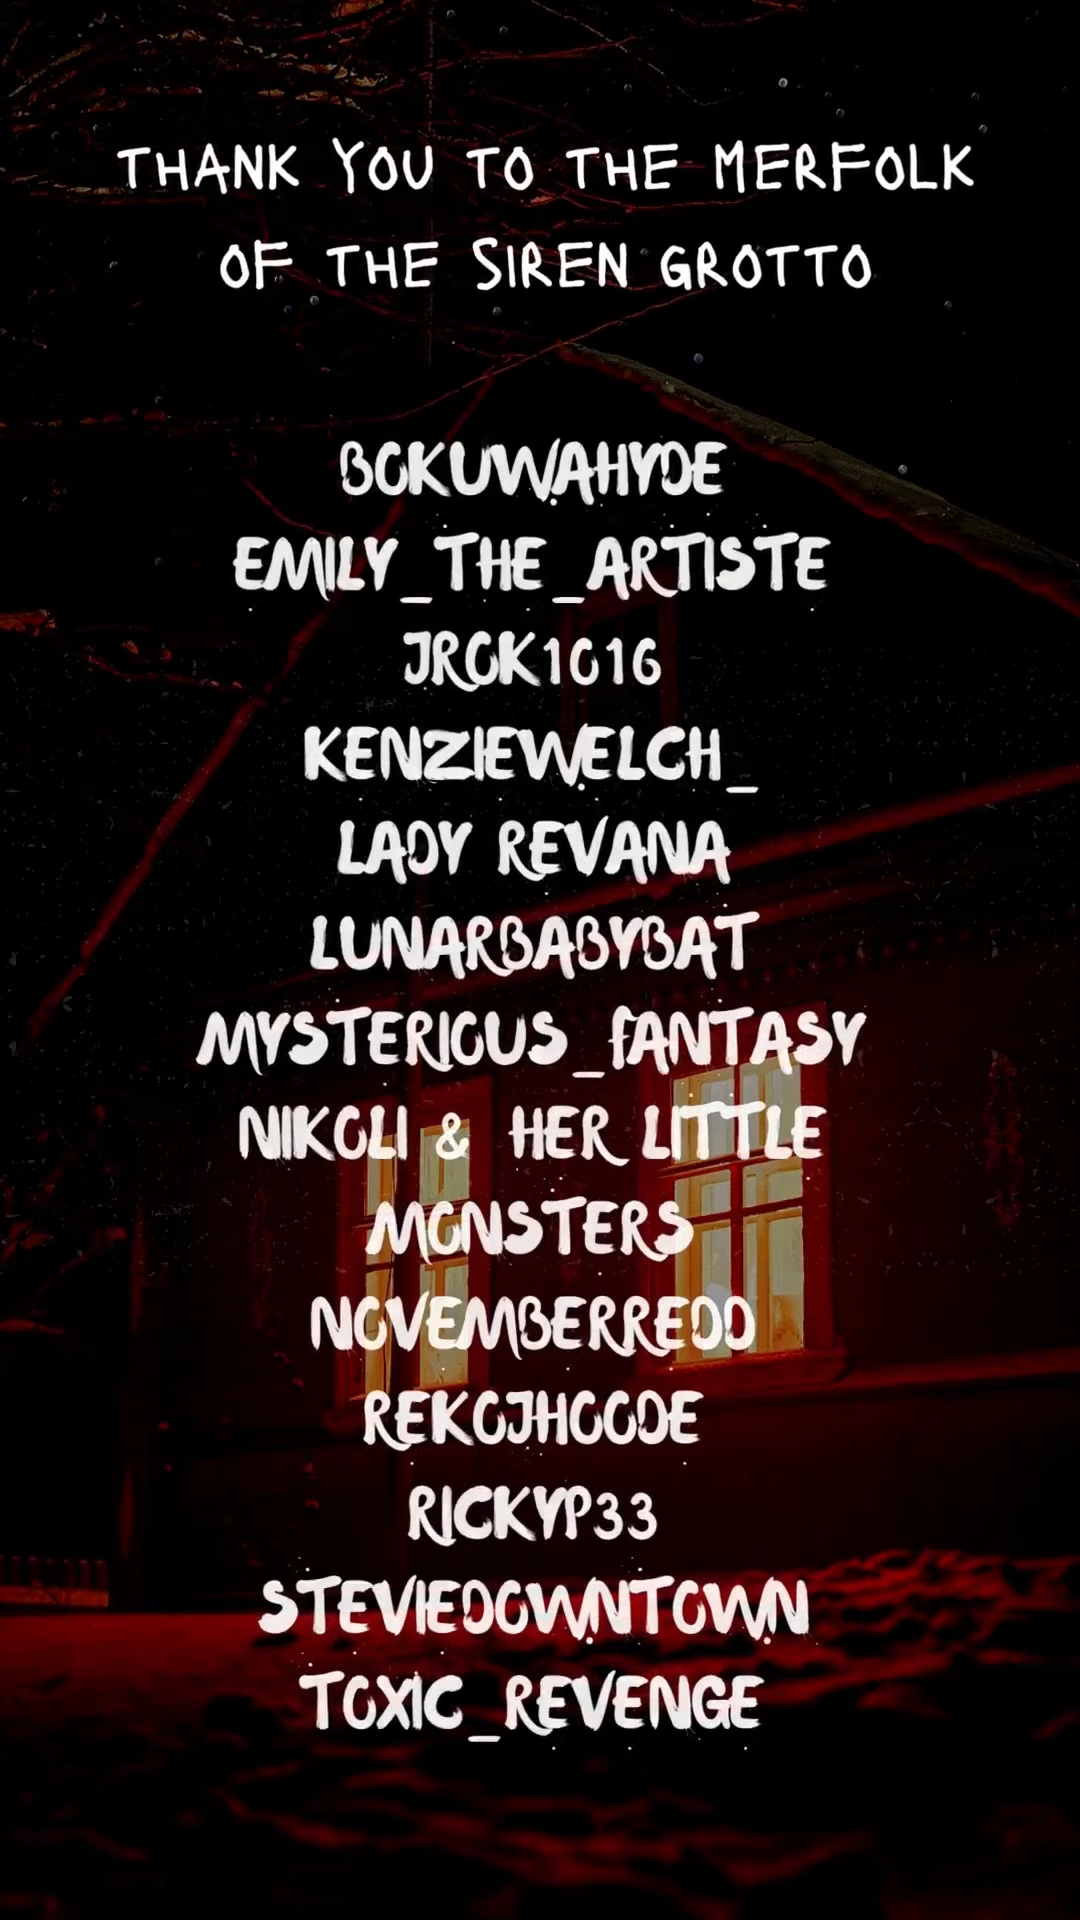 THANK YOU TO THE MERFOLK
OF THE SIREN GROTTO
BOKUWAHYDE
EMILY_THE_ARTISTE
JROK1016
KENZIEWELCH_
LADY REVANA
LUNARBABYBAT
MYSTERIOUS_FANTASY
NIKOLI & HER LITTLE
MONSTERS
NOVEMBERREDD
REKOJHOODE
RICKYP33
STEVIEDOWNTOWN
TOXIC_REVENGE